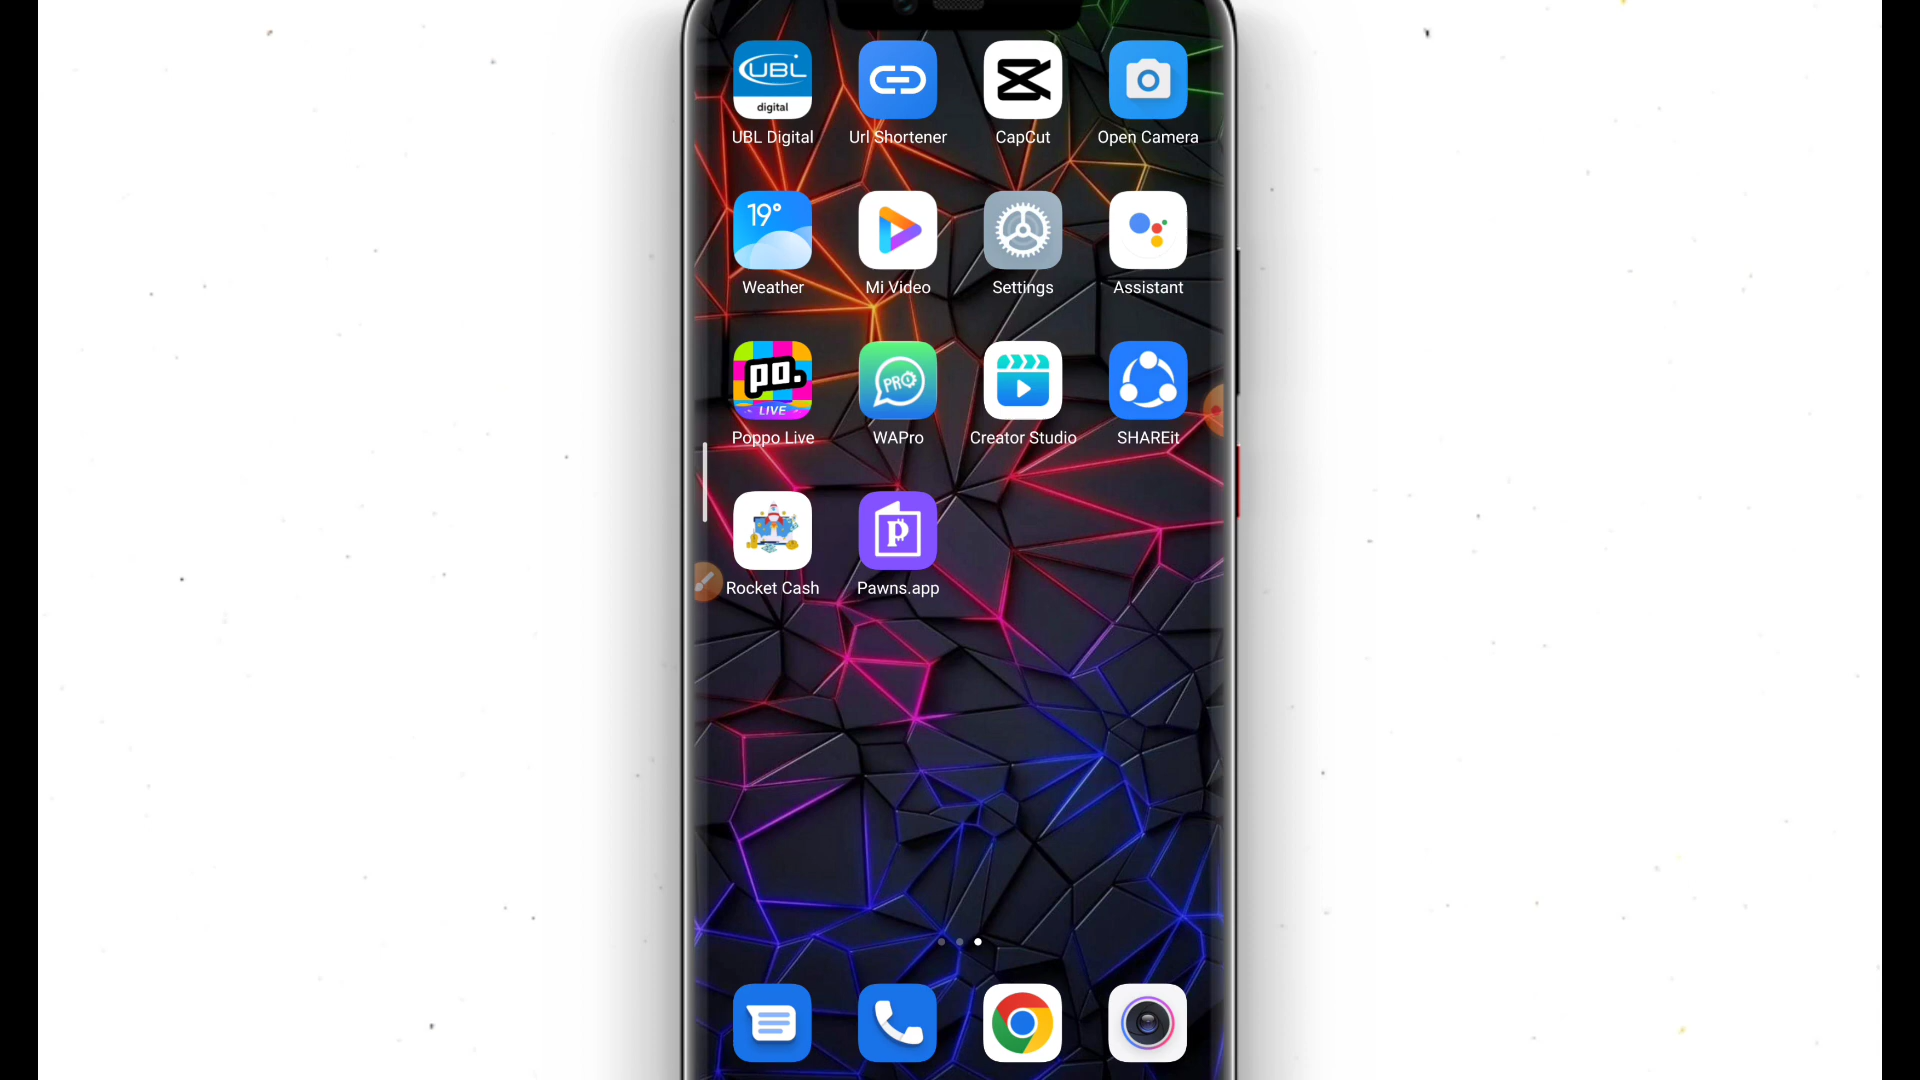 UBL
digital
UBL Digital Url Shortener CapCut Open Camera
19°
Weather Mi Video Settings Assistant
po.
LIVE
PRO
Poppo Live WAPro Creator Studio SHAREit
P
Rocket Cash Pawns.app